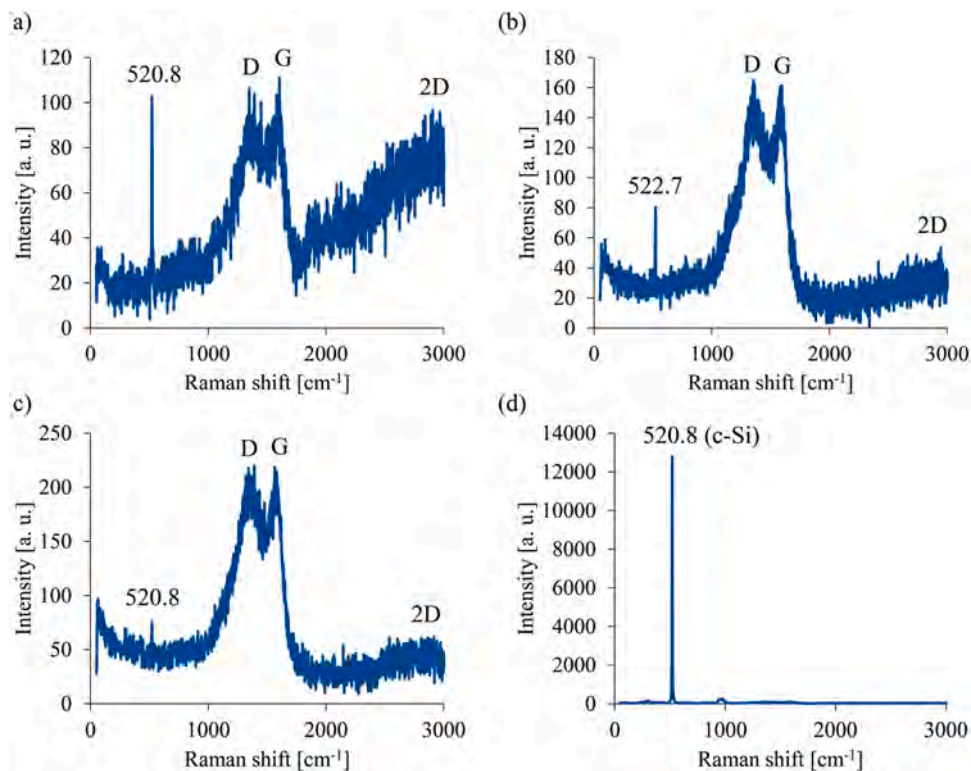 a)
120
100
80
60
40
20
0
Intensity [a. u.]
520.8
D
G
2D
0
1000
2000
3000
Raman shift [cm⁻¹]
(b)
180
160
140
120
100
80
60
40
20
0
Intensity [a. u.]
522.7
D
G
2D
0
1000
2000
3000
Raman shift [cm⁻¹]
c)
250
200
150
100
50
0
Intensity [a. u.]
520.8
D
G
2D
0
1000
2000
3000
Raman shift [cm⁻¹]
(d)
14000
12000
10000
8000
6000
4000
2000
0
Intensity [a. u.]
520.8 (c-Si)
0
1000
2000
3000
Raman shift [cm⁻¹]